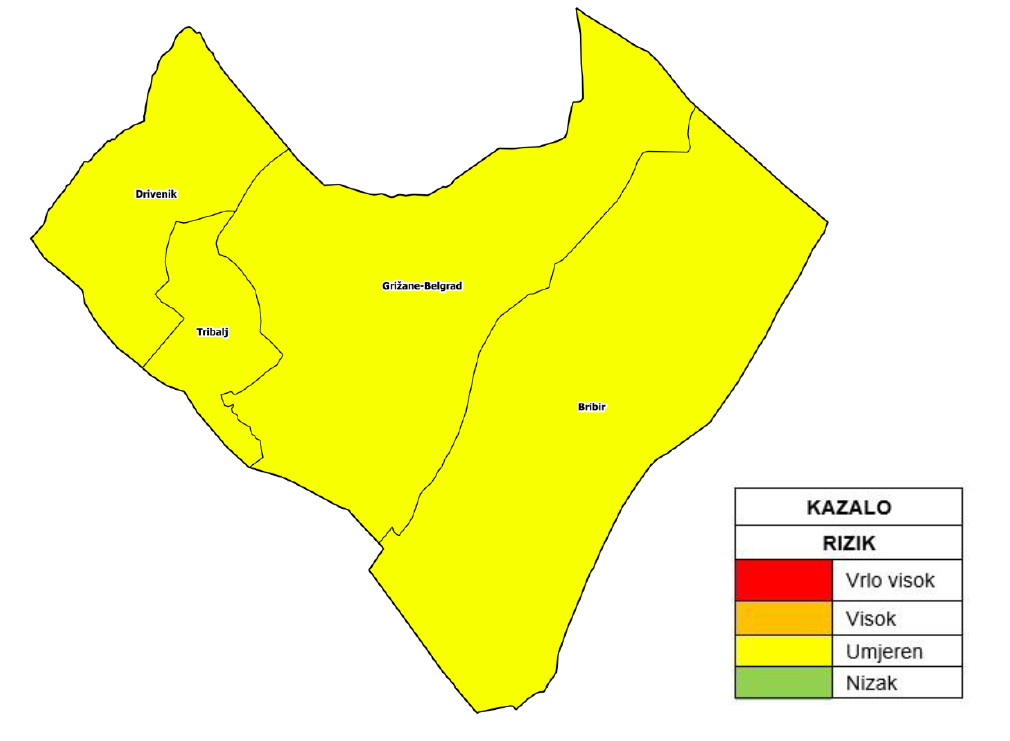 Drivenik
Grižane-Belgrad
Tribalj
Bribir
KAZALO
RIZIK
Vrlo visok
Visok
Umjeren
Nizak